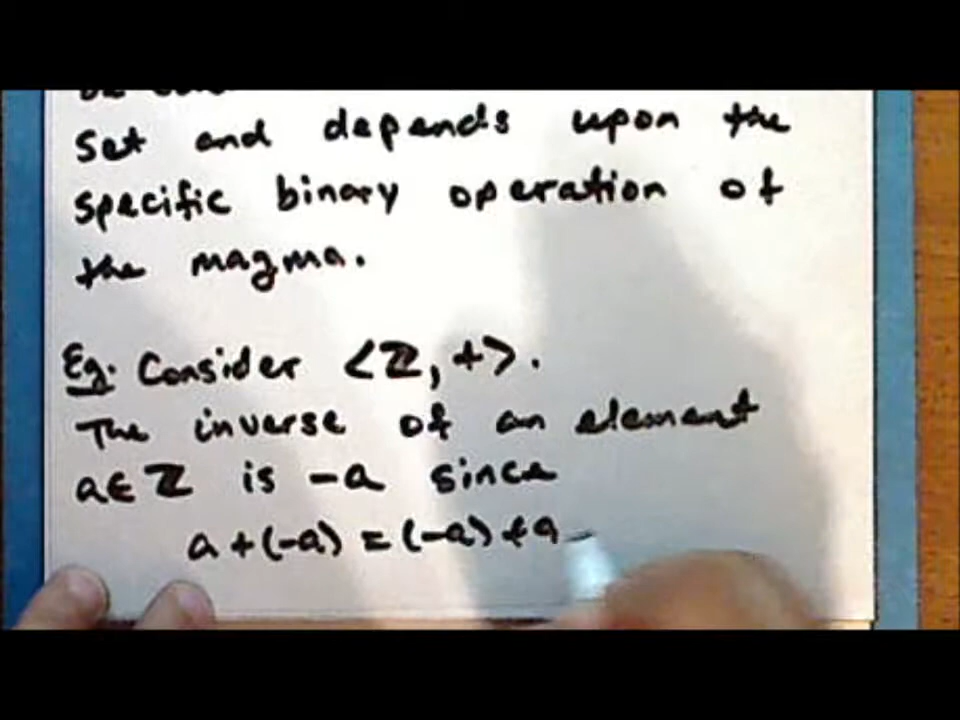 set and depends upon the
specific binary operation of
the magma.
Eg: Consider <ℤ, +>.
The inverse of an element
a∈ℤ is -a since
a + (-a) = (-a) + a